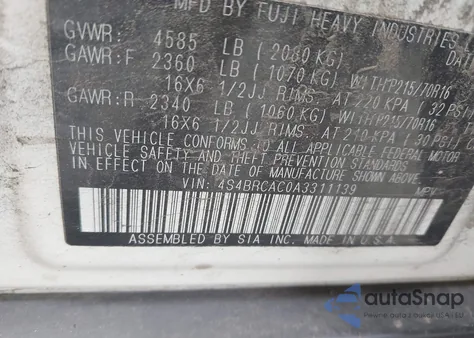 MFD BY FUJI HEAVY INDUSTRIES
GVWR: 4585 LB (2080 KG) DATE
GAWR:F 2360 LB (1070 KG) WITH P215/70R16
16X6 1/2JJ RIMS. AT 220 KPA (32 PSI)
GAWR:R 2340 LB (1060 KG) WITH P215/70R16
16X6 1/2JJ RIMS. AT 210 KPA (30 PSI)
THIS VEHICLE CONFORMS TO ALL APPLICABLE FEDERAL MOTOR
VEHICLE SAFETY AND THEFT PREVENTION STANDARDS
IN EFFECT ON THE DATE OF MANUFACTURE SHOWN ABOVE.
VIN: 4S4BRCAC0A3311139 MPV
ASSEMBLED BY SIA INC. MADE IN U.S.A.
autoSnap